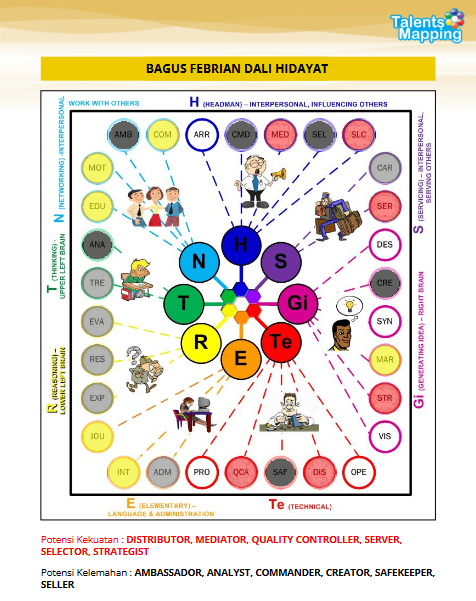 Talents
Mapping
BAGUS FEBRIAN DALI HIDAYAT
WORK WITH OTHERS
H (HEADMAN) – INTERPERSONAL, INFLUENCING OTHERS
N (NETWORKING) -INTERPERSONAL
S (SERVICING) – INTERPERSONAL,
SERVING OTHERS
AMB COM ARR CMD MED SEL SLC
MOT CAR
EDU SER
ANA DES
TRE CRE
EVA SYN
RES MAR
EXP STR
JOU VIS
INT ADM PRO QCA SAF DIS OPE
H
N S
T Gi
R Te
E
T (THINKING) -
UPPER LEFT BRAIN
R (REASONING) –
LOWER LEFT BRAIN
Gi (GENERATING IDEA) – RIGHT BRAIN
E (ELEMENTARY) –
LANGUAGE & ADMINISTRATION
Te (TECHNICAL)
Potensi Kekuatan : DISTRIBUTOR, MEDIATOR, QUALITY CONTROLLER, SERVER,
SELECTOR, STRATEGIST
Potensi Kelemahan : AMBASSADOR, ANALYST, COMMANDER, CREATOR, SAFEKEEPER,
SELLER